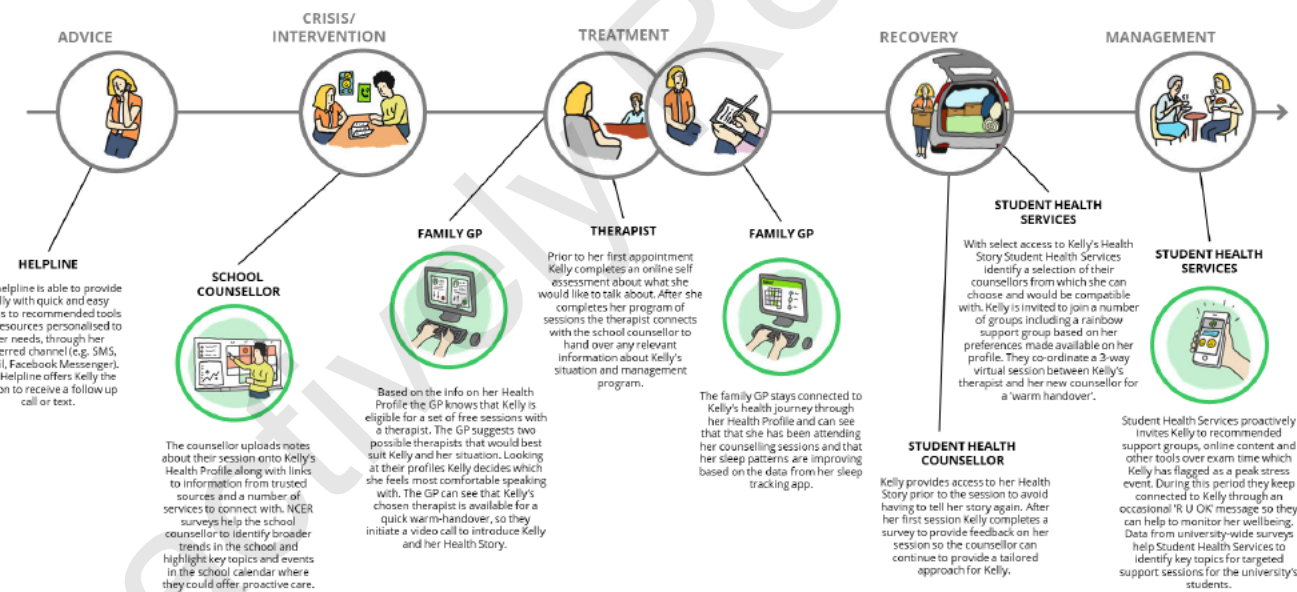 ADVICE
CRISIS/
INTERVENTION
TREATMENT
RECOVERY
MANAGEMENT
HELPLINE
elpline is able to provide
lly with quick and easy
s to recommended tools
esources personalised to
er needs, through her
erred channel (e.g. SMS,
il, Facebook Messenger).
Helpline offers Kelly the
on to receive a follow up
call or text.
SCHOOL
COUNSELLOR
The counsellor uploads notes
about their session onto Kelly's
Health Profile along with links
to information from trusted
sources and a number of
services to connect with. NCER
surveys help the school
counsellor to identify broader
trends in the school and
highlight key topics and events
in the school calendar where
they could offer proactive care.
FAMILY GP
Based on the info on her Health
Profile the GP knows that Kelly is
eligible for a set of free sessions with
a therapist. The GP suggests two
possible therapists that would best
suit Kelly and her situation. Looking
at their profiles Kelly decides which
she feels most comfortable speaking
with. The GP can see that Kelly's
chosen therapist is available for a
quick warm-handover, so they
initiate a video call to introduce Kelly
and her Health Story.
THERAPIST
Prior to her first appointment
Kelly completes an online self
assessment about what she
would like to talk about. After she
completes her program of
sessions the therapist connects
with the school counsellor to
hand over any relevant
information about Kelly's
situation and management
program.
FAMILY GP
The family GP stays connected to
Kelly's health journey through
her Health Profile and can see
that that she has been attending
her counselling sessions and that
her sleep patterns are improving
based on the data from her sleep
tracking app.
STUDENT HEALTH
COUNSELLOR
Kelly provides access to her Health
Story prior to the session to avoid
having to tell her story again. After
her first session Kelly completes a
survey to provide feedback on her
session so the counsellor can
continue to provide a tailored
approach for Kelly.
STUDENT HEALTH
SERVICES
With select access to Kelly's Health
Story Student Health Services
identify a selection of their
counsellors from which she can
choose and would be compatible
with. Kelly is invited to join a number
of groups including a rainbow
support group based on her
preferences made available on her
profile. They co-ordinate a 3-way
virtual session between Kelly's
therapist and her new counsellor for
a 'warm handover'.
STUDENT HEALTH
SERVICES
Student Health Services proactively
invites Kelly to recommended
support groups, online content and
other tools over exam time which
Kelly has flagged as a peak stress
event. During this period they keep
connected to Kelly through an
occasional 'R U OK' message so they
can help to monitor her wellbeing.
Data from university-wide surveys
help Student Health Services to
identify key topics for targeted
support sessions for the university's
students.